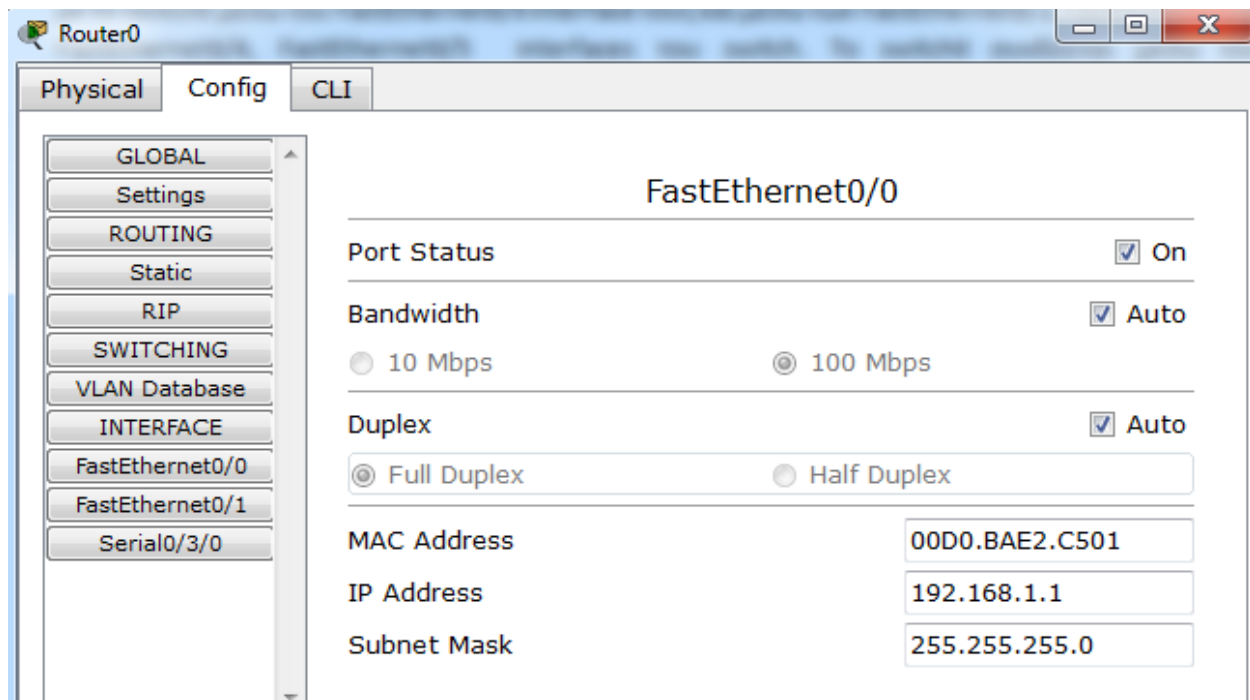 Router0
Physical Config CLI
GLOBAL
Settings
ROUTING
Static
RIP
SWITCHING
VLAN Database
INTERFACE
FastEthernet0/0
FastEthernet0/1
Serial0/3/0
FastEthernet0/0
Port Status On
Bandwidth Auto
10 Mbps 100 Mbps
Duplex Auto
Full Duplex Half Duplex
MAC Address 00D0.BAE2.C501
IP Address 192.168.1.1
Subnet Mask 255.255.255.0